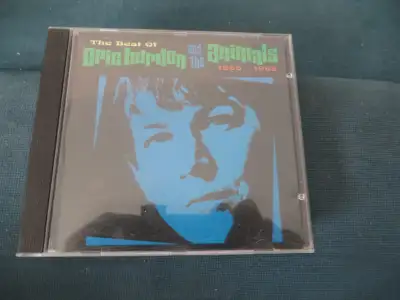 The Best Of
eric burdon and the animals
1966 - 1968